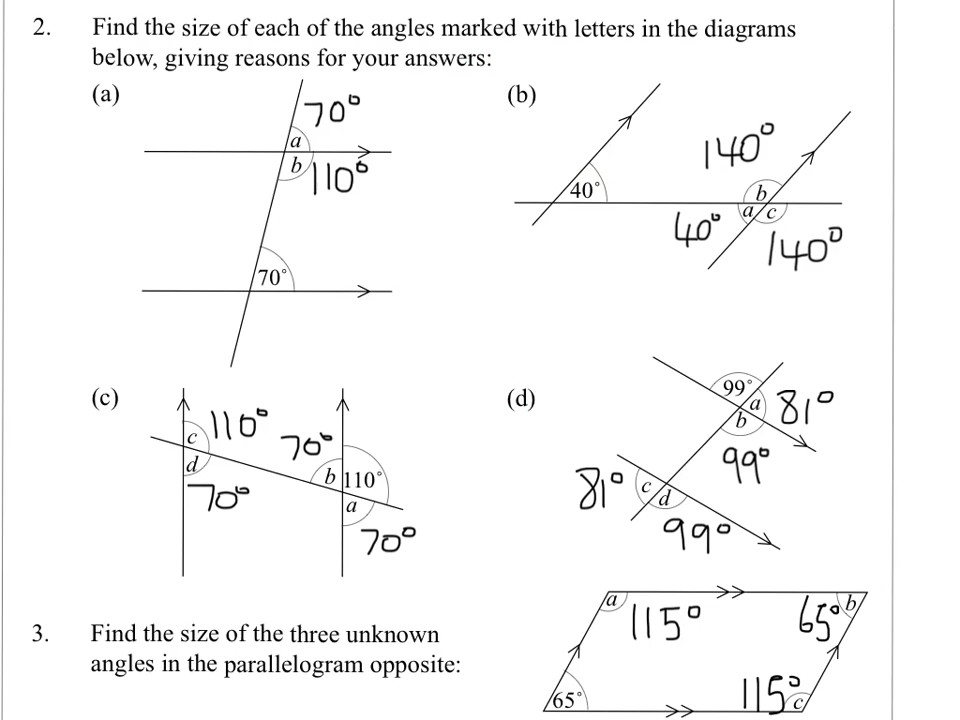 2. Find the size of each of the angles marked with letters in the diagrams
below, giving reasons for your answers:
(a)
70°
a
b 110°
70°
(b)
140°
40°
b
a c
40° 140°
(c)
c 110°
70°
d
70°
b 110°
a
70°
(d)
99°
a 81°
b
99°
81° c d
99°
3. Find the size of the three unknown
angles in the parallelogram opposite:
a 115° 65° b
65° 115° c